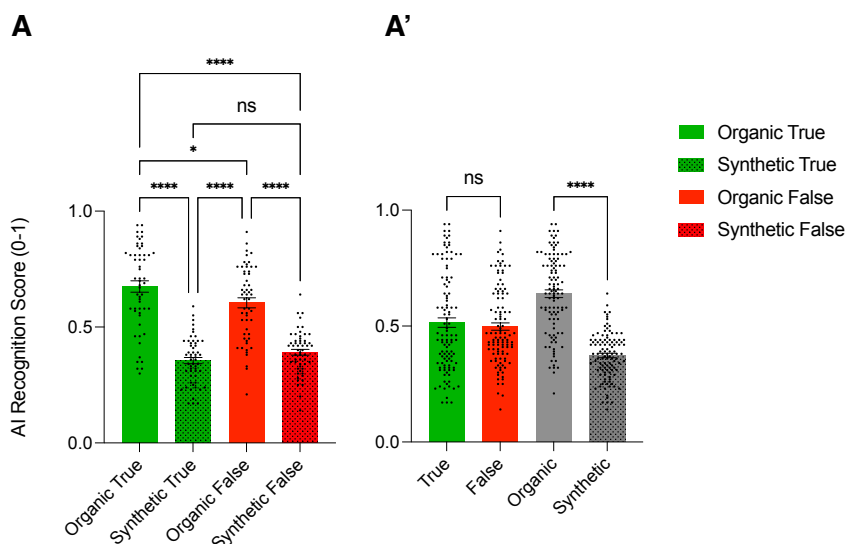 A
A'
****
ns
*
****
****
****
ns
****
Organic True
Synthetic True
Organic False
Synthetic False
AI Recognition Score (0-1)
1.0
0.5
0.0
1.0
0.5
0.0
Organic True
Synthetic True
Organic False
Synthetic False
True
False
Organic
Synthetic